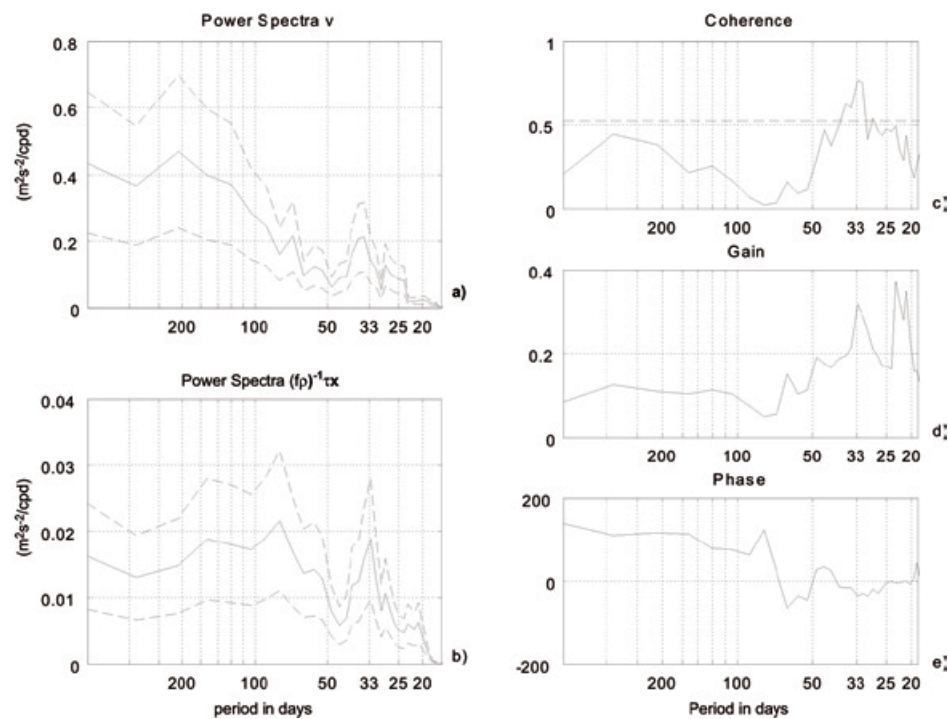 Power Spectra v
0.8
0.6
0.4
0.2
0
(m²s⁻²/cpd)
200 100 50 33 25 20
a)
Power Spectra (fρ)⁻¹τx
0.04
0.03
0.02
0.01
0
(m²s⁻²/cpd)
200 100 50 33 25 20
b)
period in days
Coherence
1
0.5
0
200 100 50 33 25 20
Gain
0.4
0.2
0
200 100 50 33 25 20
Phase
200
0
-200
200 100 50 33 25 20
Period in days